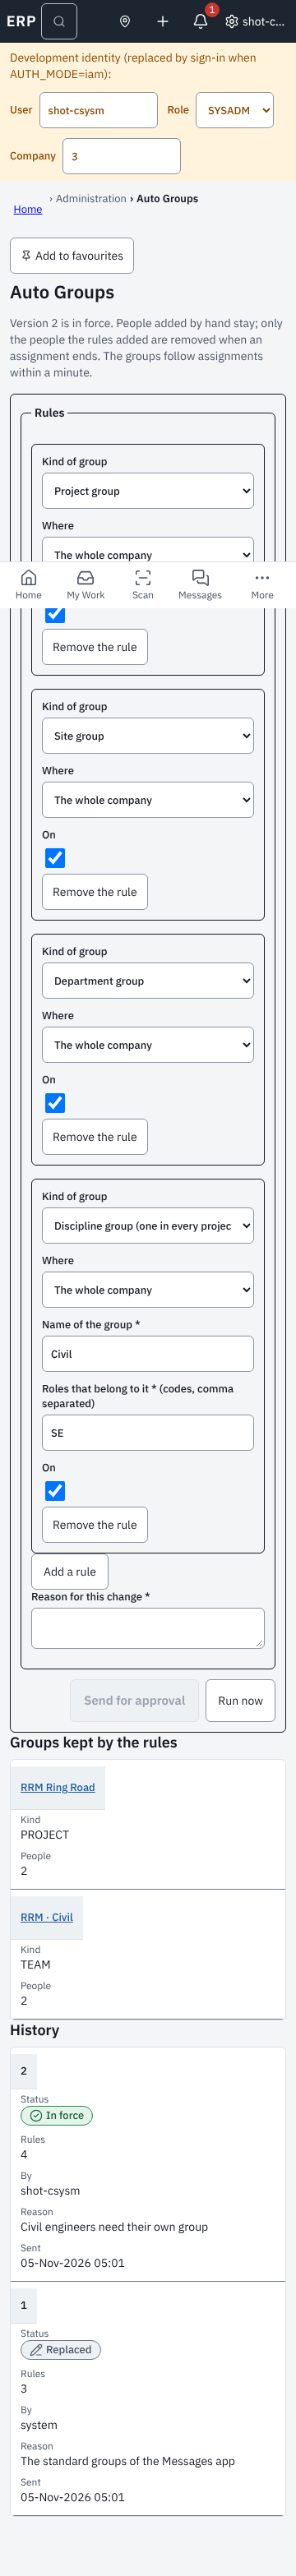 ERP
1
shot-c...
Development identity (replaced by sign-in when
AUTH_MODE=iam):
User shot-csysm Role SYSADM
Company 3
Home › Administration › Auto Groups
Add to favourites
Auto Groups
Version 2 is in force. People added by hand stay; only
the people the rules added are removed when an
assignment ends. The groups follow assignments
within a minute.
Rules
Kind of group
Project group
Where
The whole company
Home My Work Scan Messages More
Remove the rule
Kind of group
Site group
Where
The whole company
On
Remove the rule
Kind of group
Department group
Where
The whole company
On
Remove the rule
Kind of group
Discipline group (one in every projec
Where
The whole company
Name of the group *
Civil
Roles that belong to it * (codes, comma
separated)
SE
On
Remove the rule
Add a rule
Reason for this change *
Send for approval Run now
Groups kept by the rules
RRM Ring Road
Kind
PROJECT
People
2
RRM · Civil
Kind
TEAM
People
2
History
2
Status
In force
Rules
4
By
shot-csysm
Reason
Civil engineers need their own group
Sent
05-Nov-2026 05:01
1
Status
Replaced
Rules
3
By
system
Reason
The standard groups of the Messages app
Sent
05-Nov-2026 05:01